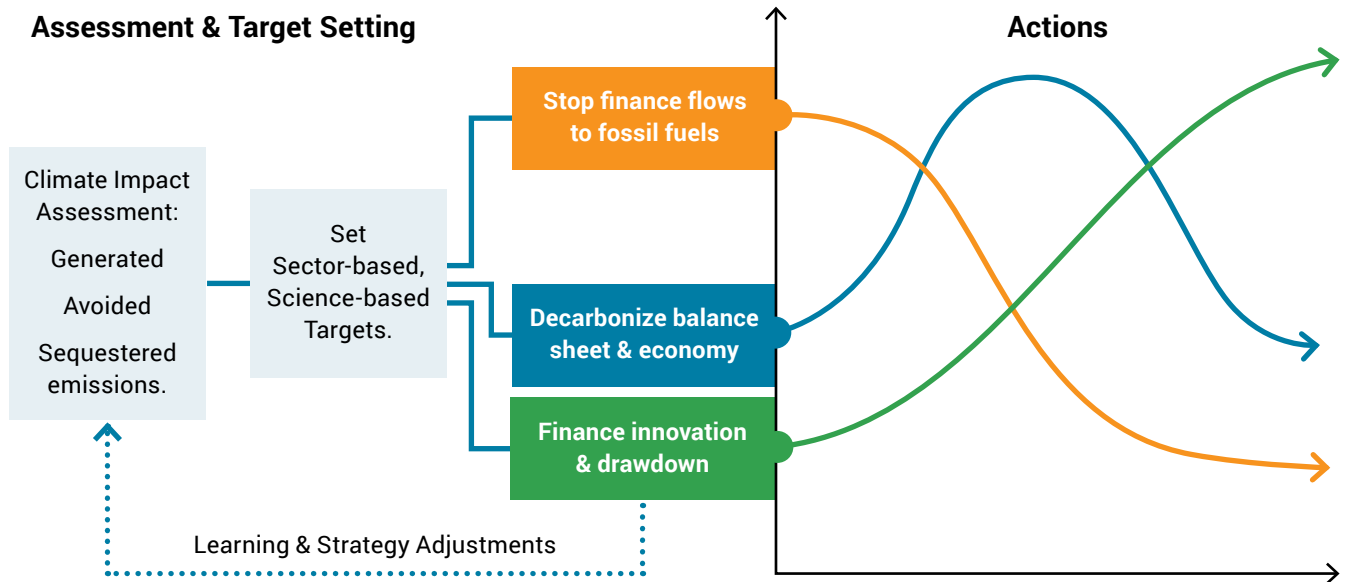 Assessment & Target Setting
Actions
Climate Impact
Assessment:
Generated
Avoided
Sequestered
emissions.
Set
Sector-based,
Science-based
Targets.
Stop finance flows
to fossil fuels
Decarbonize balance
sheet & economy
Finance innovation
& drawdown
Learning & Strategy Adjustments